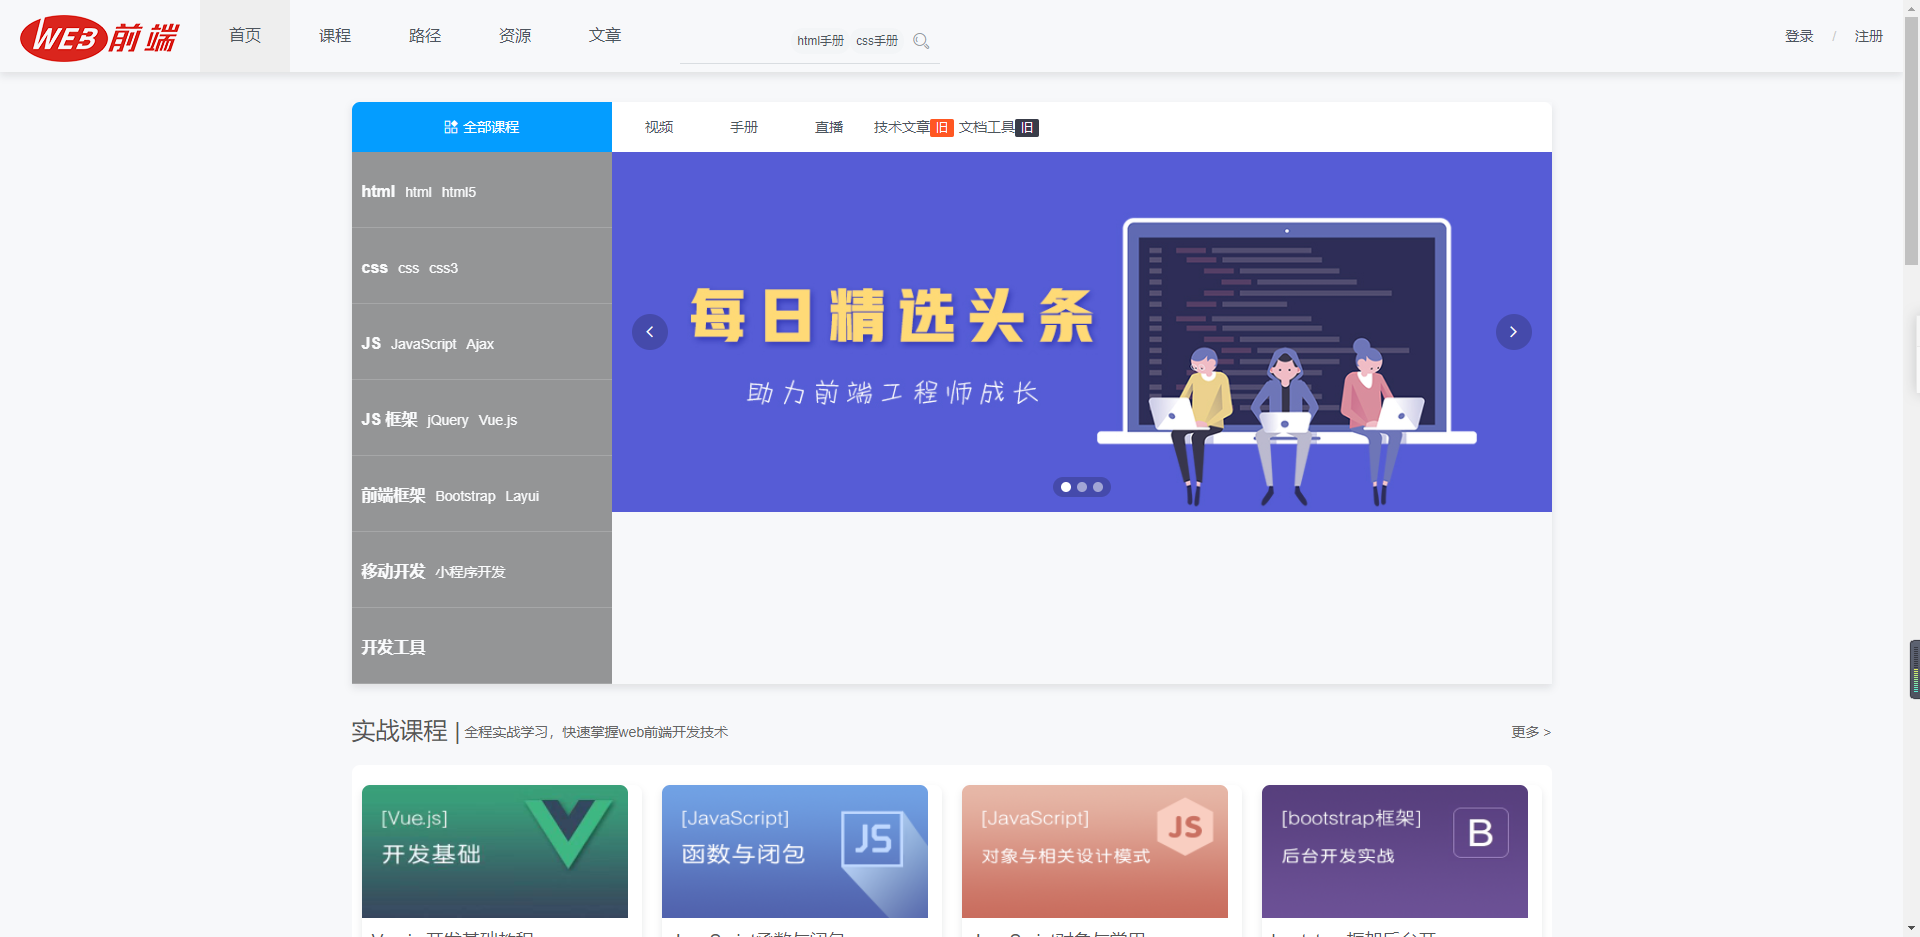 WEB前端
首页 课程 路径 资源 文章 html手册 css手册 登录 / 注册
全部课程 视频 手册 直播 技术文章旧 文档工具旧
html html html5
css css css3
JS JavaScript Ajax
JS 框架 jQuery Vue.js
前端框架 Bootstrap Layui
移动开发 小程序开发
开发工具
每日精选头条
助力前端工程师成长
实战课程 | 全程实战学习，快速掌握web前端开发技术 更多 >
[Vue.js]
开发基础
[JavaScript]
函数与闭包
JS
[JavaScript]
对象与相关设计模式
JS
[bootstrap框架]
后台开发实战
B